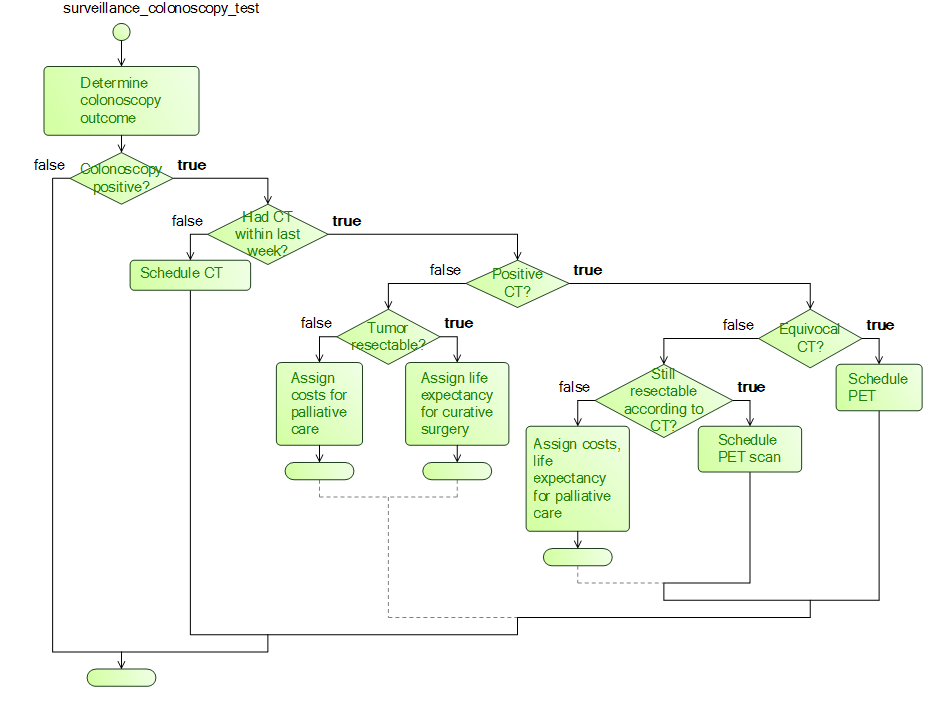 surveillance_colonoscopy_test
Determine
colonoscopy
outcome
false
Colonoscopy
positive?
true
false
Had CT
within last
week?
true
Schedule CT
false
Positive
CT?
true
false
Tumor
resectable?
true
false
Equivocal
CT?
true
Assign
costs for
palliative
care
Assign life
expectancy
for curative
surgery
false
Still
resectable
according to
CT?
true
Schedule
PET
Assign costs,
life
expectancy
for palliative
care
Schedule
PET scan